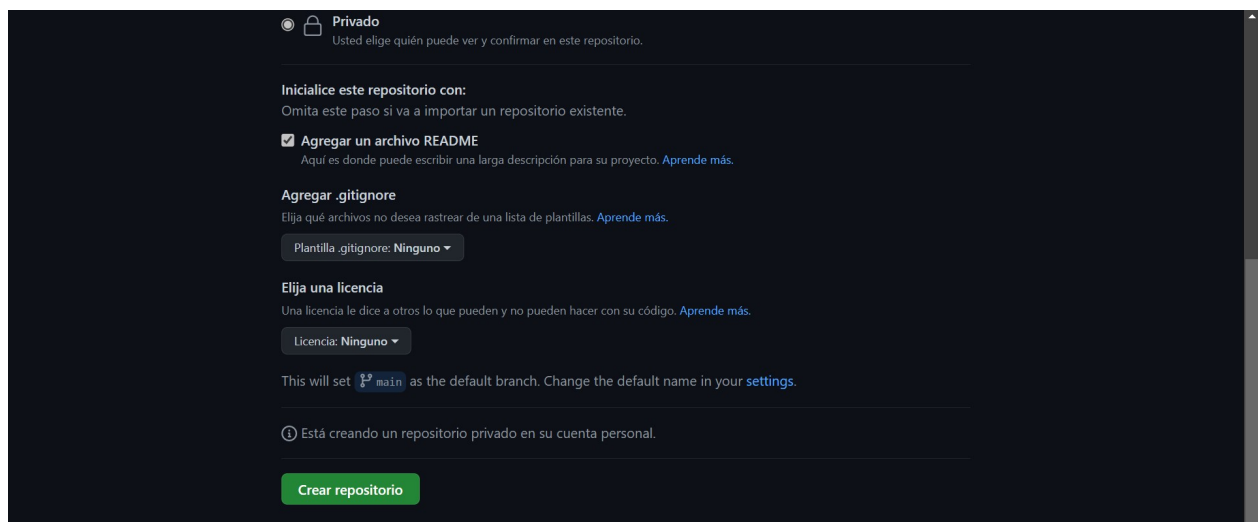 Privado
Usted elige quién puede ver y confirmar en este repositorio.
Inicialice este repositorio con:
Omita este paso si va a importar un repositorio existente.
Agregar un archivo README
Aquí es donde puede escribir una larga descripción para su proyecto. Aprende más.
Agregar .gitignore
Elija qué archivos no desea rastrear de una lista de plantillas. Aprende más.
Plantilla .gitignore: Ninguno
Elija una licencia
Una licencia le dice a otros lo que pueden y no pueden hacer con su código. Aprende más.
Licencia: Ninguno
This will set main as the default branch. Change the default name in your settings.
Está creando un repositorio privado en su cuenta personal.
Crear repositorio